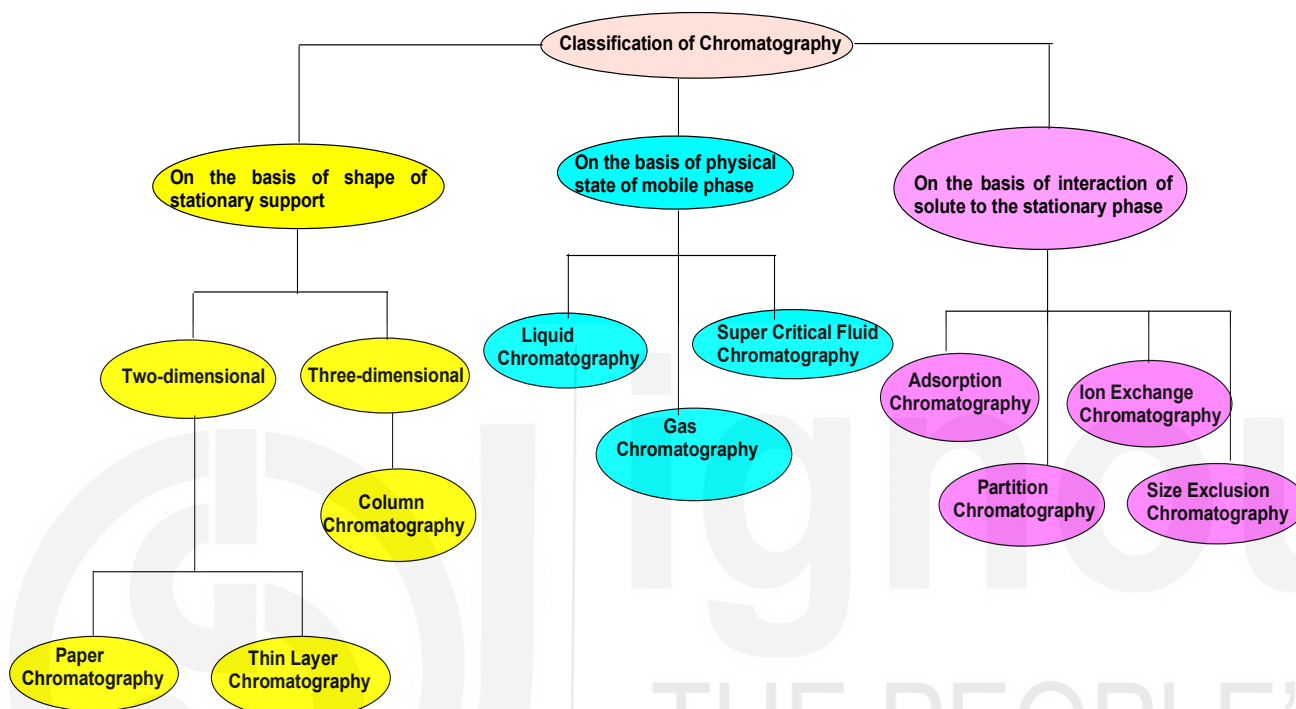 Classification of Chromatography
On the basis of shape of
stationary support
On the basis of physical
state of mobile phase
On the basis of interaction of
solute to the stationary phase
Two-dimensional
Three-dimensional
Liquid
Chromatography
Super Critical Fluid
Chromatography
Gas
Chromatography
Adsorption
Chromatography
Ion Exchange
Chromatography
Column
Chromatography
Partition
Chromatography
Size Exclusion
Chromatography
Paper
Chromatography
Thin Layer
Chromatography
ignou
THE PEOPLE'